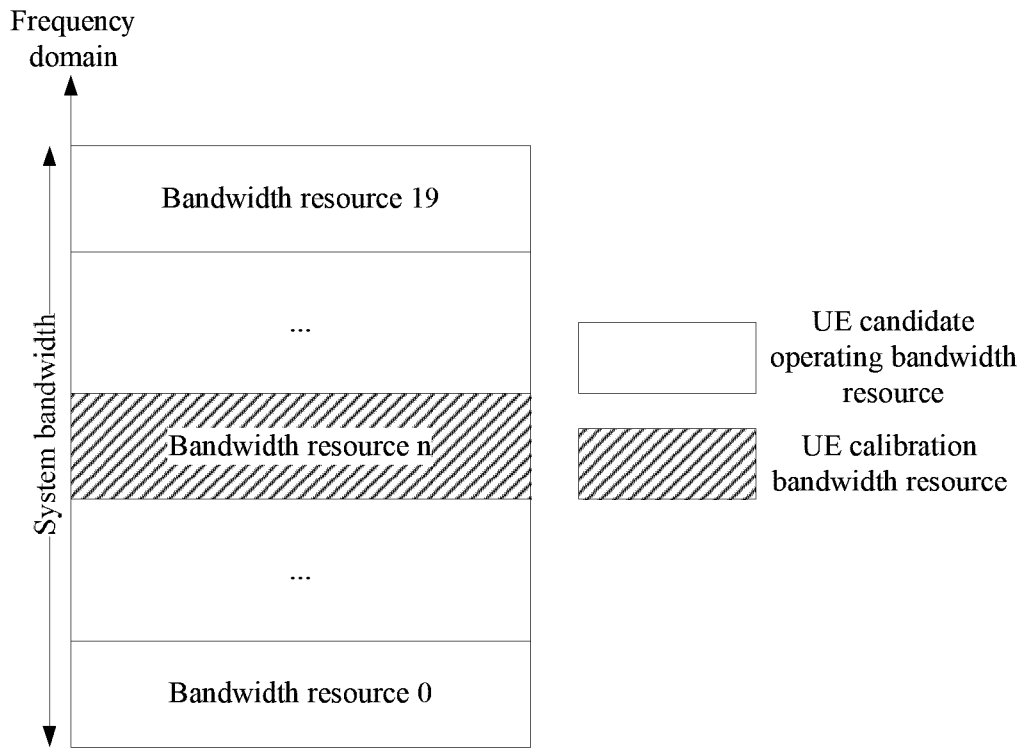 Frequency
domain
System bandwidth
Bandwidth resource 19
...
Bandwidth resource n
...
Bandwidth resource 0
UE candidate
operating bandwidth
resource
UE calibration
bandwidth resource